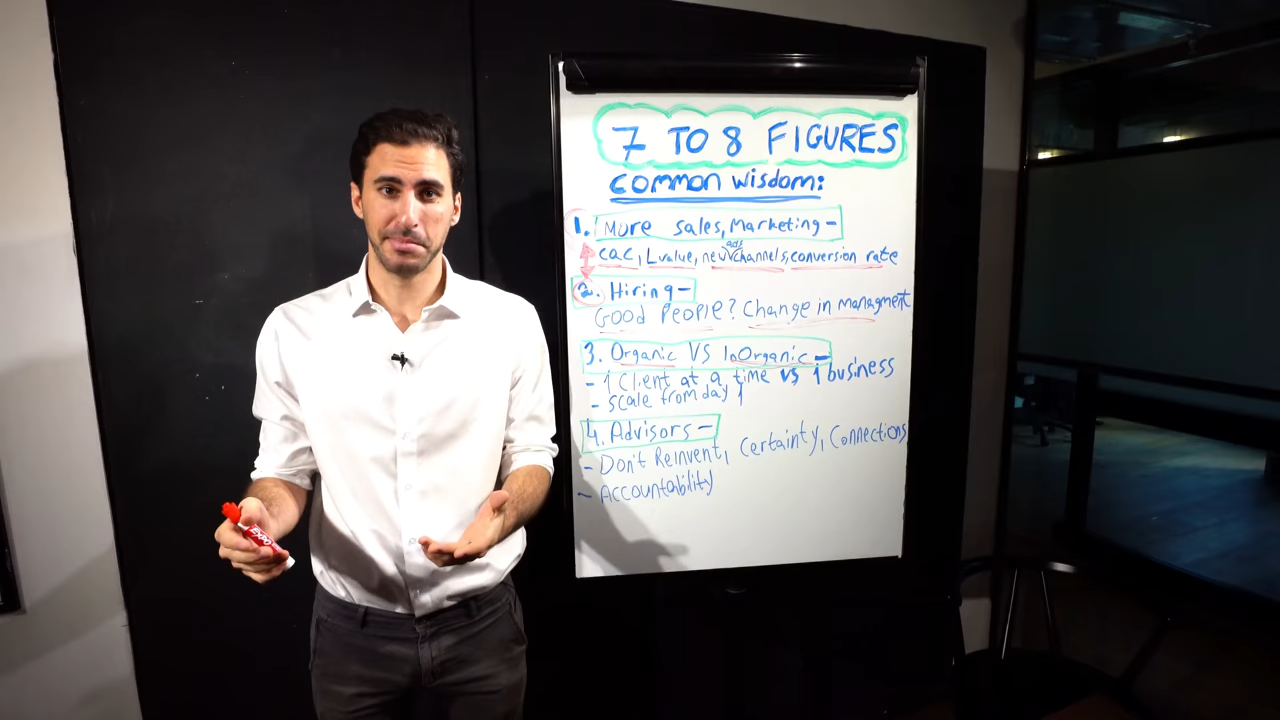 7 TO 8 FIGURES
COMMON WISDOM:
1. More sales, Marketing -
CAC, Lvalue, new ads channels, conversion rate
2. Hiring -
Good People? Change in managment
3. Organic VS InOrganic -
- 1 Client at a time vs 1 business
- Scale from day 1
4. Advisors -
- Don't Reinvent, Certainty, Connections
- Accountability
EXPO